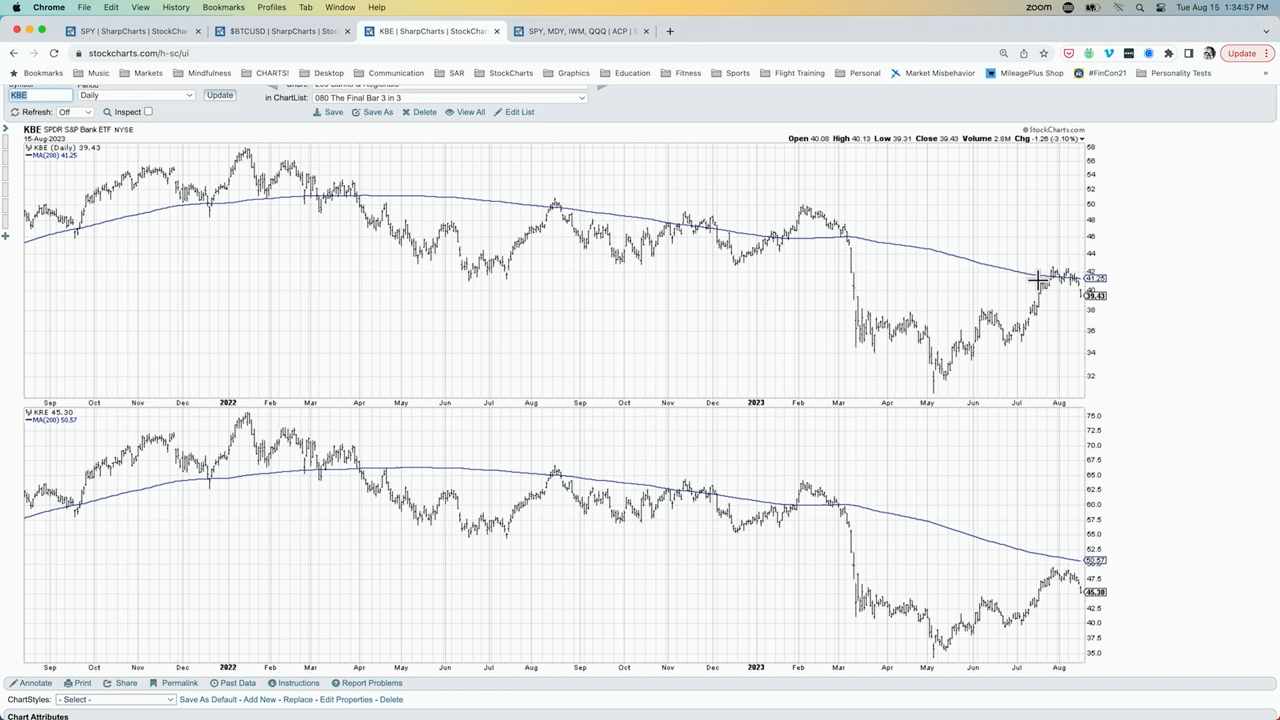 Chrome File Edit View History Bookmarks Profiles Tab Window Help zoom Tue Aug 15 1:34:57 PM
SPY | SharpCharts | StockChar × $BTCUSD | SharpCharts | Stoc × KBE | SharpCharts | StockChar × SPY, MDY, IWM, QQQ | ACP | S × +
stockcharts.com/h-sc/ui Update
Bookmarks Music Markets Mindfulness CHARTS! Desktop Communication SAR StockCharts Graphics Education Fitness Sports Flight Training Personal Market Misbehavior MileagePlus Shop #FinCon21 Personality Tests
KBE Daily Update in ChartList: 080 The Final Bar 3 in 3
Refresh: Off Inspect Save Save As Delete View All Edit List
KBE SPDR S&P Bank ETF NYSE © StockCharts.com
15-Aug-2023 Open 40.08 High 40.13 Low 39.31 Close 39.43 Volume 2.8M Chg -1.26 (-3.10%)
KBE (Daily) 39.43
MA(200) 41.25
58
56
54
52
50
48
46
44
42
41.25
40
39.43
38
36
34
32
Sep Oct Nov Dec 2022 Feb Mar Apr May Jun Jul Aug Sep Oct Nov Dec 2023 Feb Mar Apr May Jun Jul Aug
KRE 45.30
MA(200) 50.57
75.0
72.5
70.0
67.5
65.0
62.5
60.0
57.5
55.0
52.5
50.57
47.5
45.30
42.5
40.0
37.5
35.0
Sep Oct Nov Dec 2022 Feb Mar Apr May Jun Jul Aug Sep Oct Nov Dec 2023 Feb Mar Apr May Jun Jul Aug
Annotate Print Share Permalink Past Data Instructions Report Problems
ChartStyles: - Select - Save As Default - Add New - Replace - Edit Properties - Delete
Chart Attributes